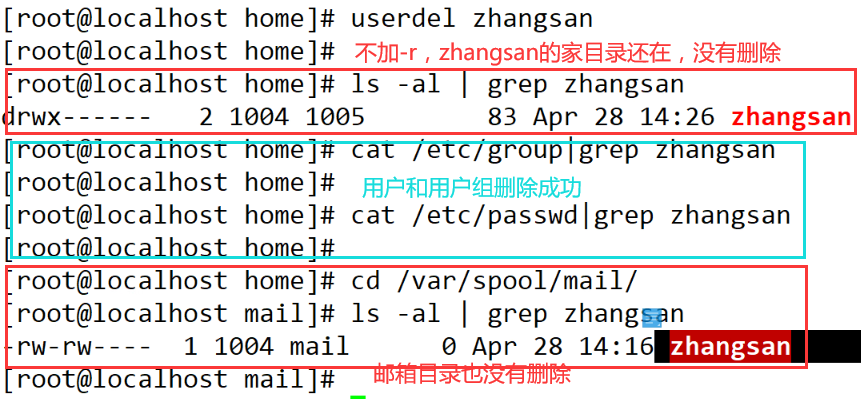 [root@localhost home]# userdel zhangsan
[root@localhost home]# 不加-r，zhangsan的家目录还在，没有删除
[root@localhost home]# ls -al | grep zhangsan
drwx------   2 1004 1005        83 Apr 28 14:26 zhangsan
[root@localhost home]# cat /etc/group|grep zhangsan
[root@localhost home]# 用户和用户组删除成功
[root@localhost home]# cat /etc/passwd|grep zhangsan
[root@localhost home]#
[root@localhost home]# cd /var/spool/mail/
[root@localhost mail]# ls -al | grep zhangsan
-rw-rw----  1 1004 mail      0 Apr 28 14:16 zhangsan
[root@localhost mail]# 邮箱目录也没有删除